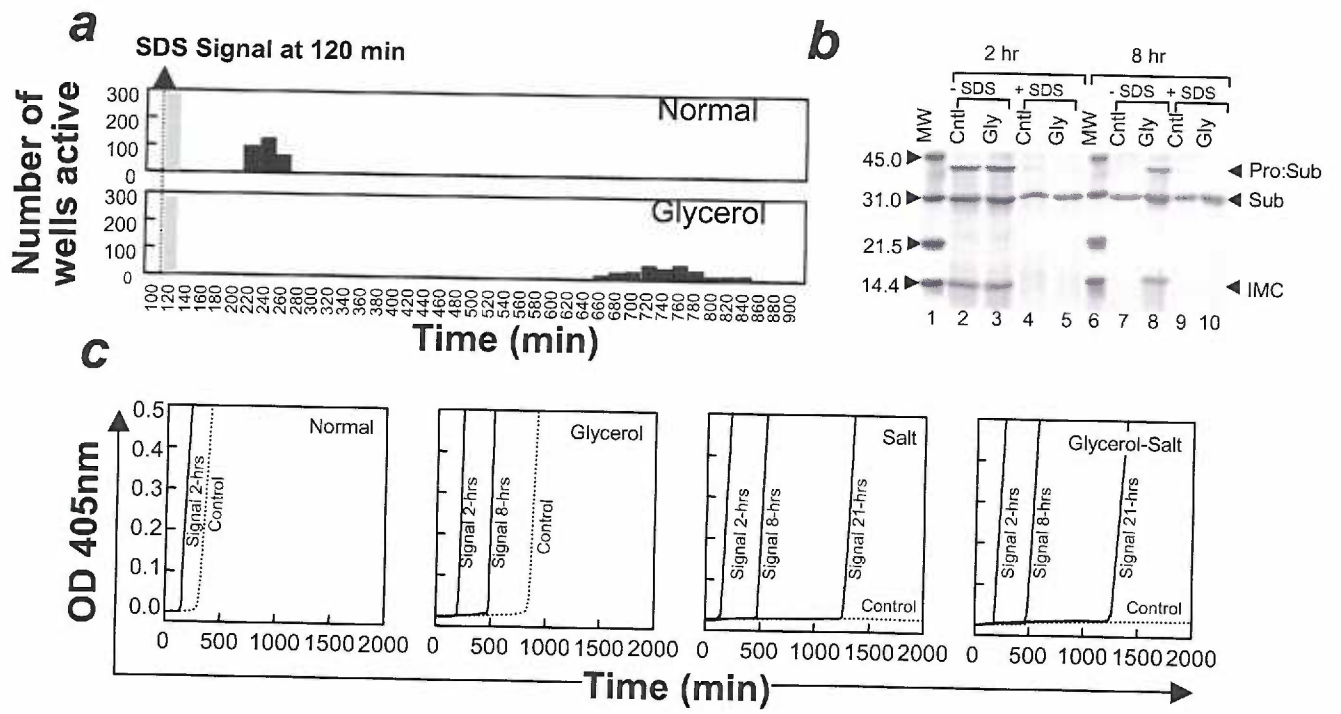 a
SDS Signal at 120 min
Number of
wells active
300
200
100
0
Normal
300
200
100
0
Glycerol
100 120 140 160 180 200 220 240 260 280 300 320 340 360 380 400 420 440 460 480 500 520 540 560 580 600 620 640 660 680 700 720 740 760 780 800 820 840 860 880 900
Time (min)
b
2 hr 8 hr
- SDS + SDS - SDS + SDS
MW Cntl Gly Cntl Gly MW Cntl Gly Cntl Gly
45.0
31.0
21.5
14.4
Pro:Sub
Sub
IMC
1 2 3 4 5 6 7 8 9 10
c
OD 405nm
0.5
0.4
0.3
0.2
0.1
0.0
Normal
Signal 2-hrs
Control
0 500 1000 1500 2000
Glycerol
Signal 2-hrs
Signal 8-hrs
Control
0 500 1000 1500 2000
Salt
Signal 2-hrs
Signal 8-hrs
Signal 21-hrs
Control
0 500 1000 1500 2000
Glycerol-Salt
Signal 2-hrs
Signal 8-hrs
Signal 21-hrs
Control
0 500 1000 1500 2000
Time (min)